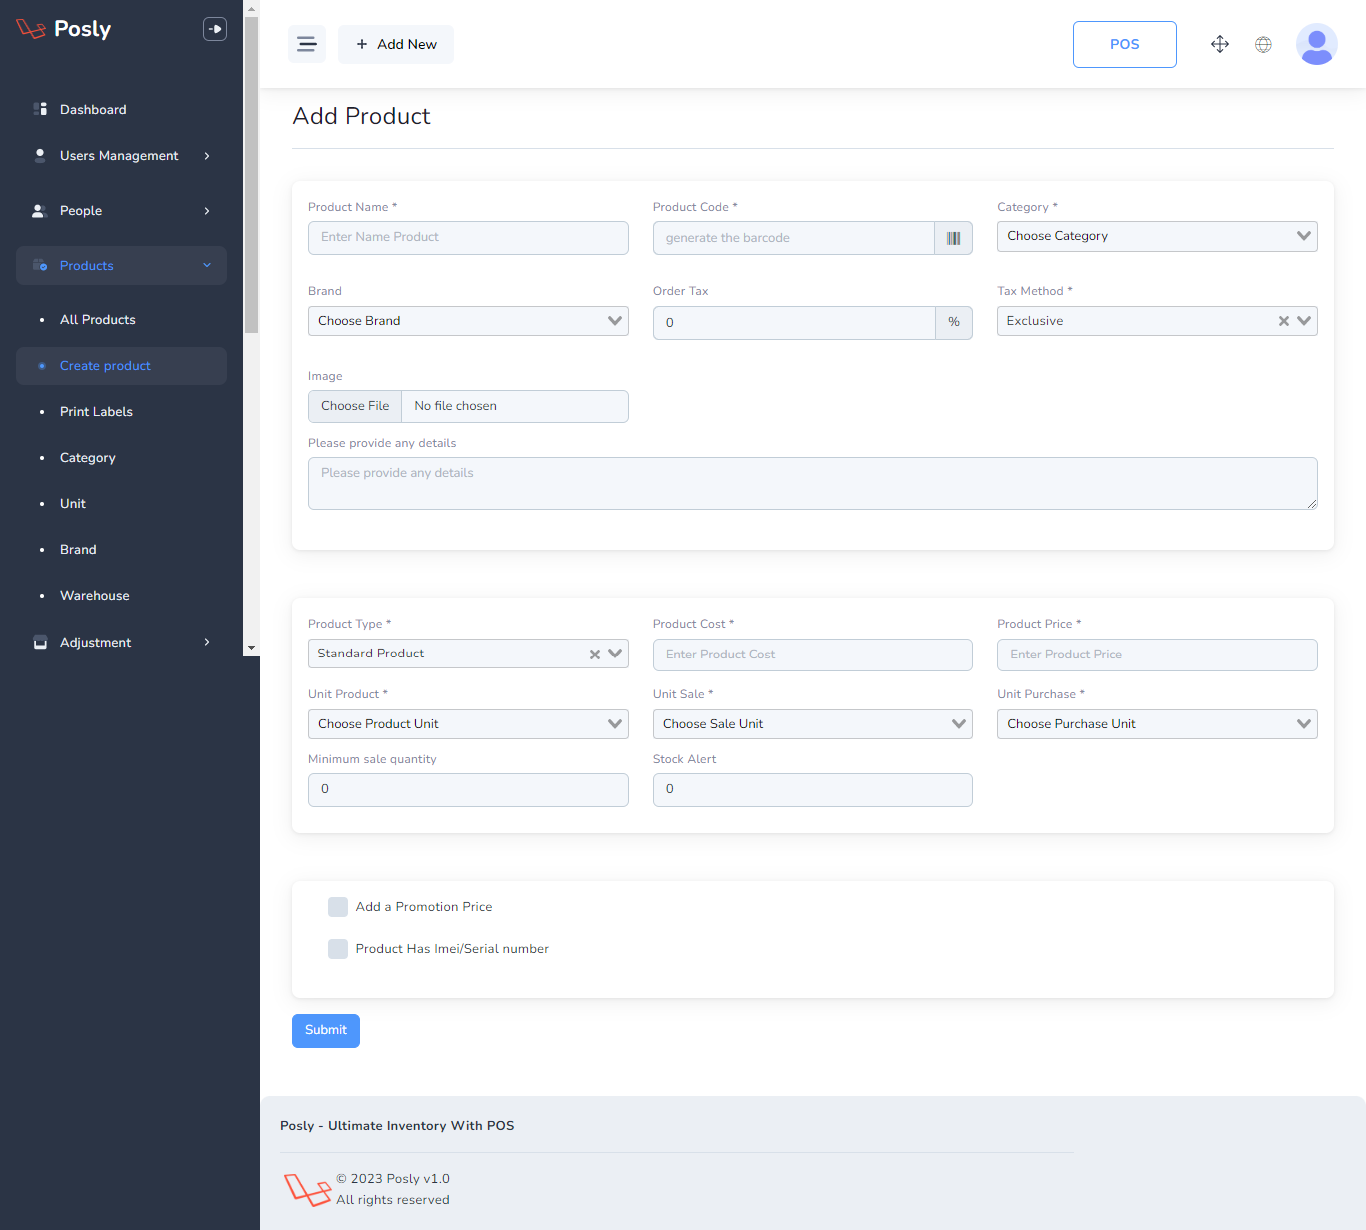 Posly
Add New
POS
Dashboard
Users Management
People
Products
All Products
Create product
Print Labels
Category
Unit
Brand
Warehouse
Adjustment
Add Product
Product Name *
Product Code *
Category *
Enter Name Product
generate the barcode
Choose Category
Brand
Order Tax
Tax Method *
Choose Brand
0
%
Exclusive
Image
Choose File
No file chosen
Please provide any details
Please provide any details
Product Type *
Product Cost *
Product Price *
Standard Product
Enter Product Cost
Enter Product Price
Unit Product *
Unit Sale *
Unit Purchase *
Choose Product Unit
Choose Sale Unit
Choose Purchase Unit
Minimum sale quantity
Stock Alert
0
0
Add a Promotion Price
Product Has Imei/Serial number
Submit
Posly - Ultimate Inventory With POS
© 2023 Posly v1.0
All rights reserved